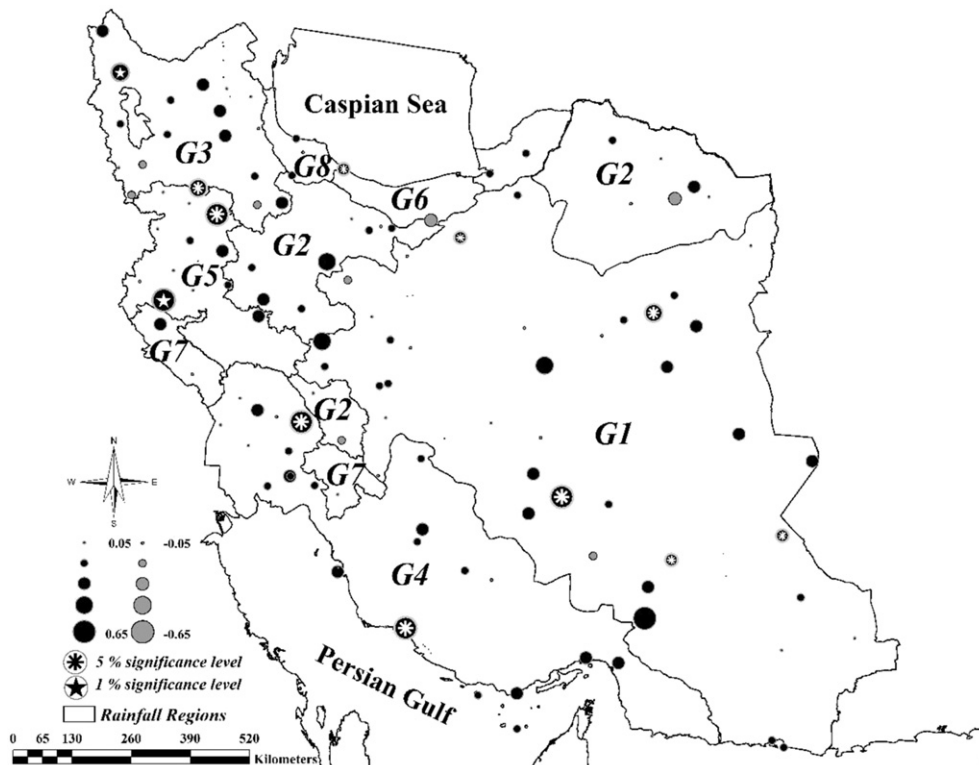 Caspian Sea
G3
G8
G2
G6
G2
G5
G7
G2
G1
G7
N
W E
S
G4
0.05 -0.05
0.65 -0.65
5 % significance level
1 % significance level
Rainfall Regions
Persian Gulf
0 65 130 260 390 520
Kilometers